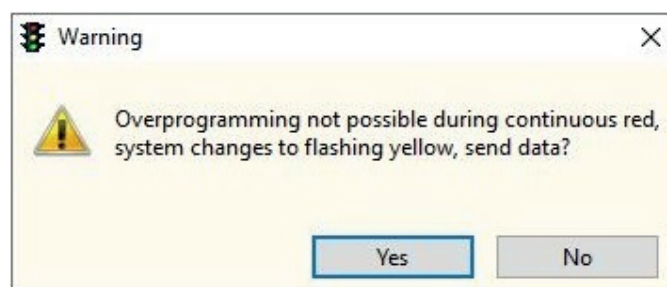 Warning
Overprogramming not possible during continuous red,
system changes to flashing yellow, send data?
Yes
No